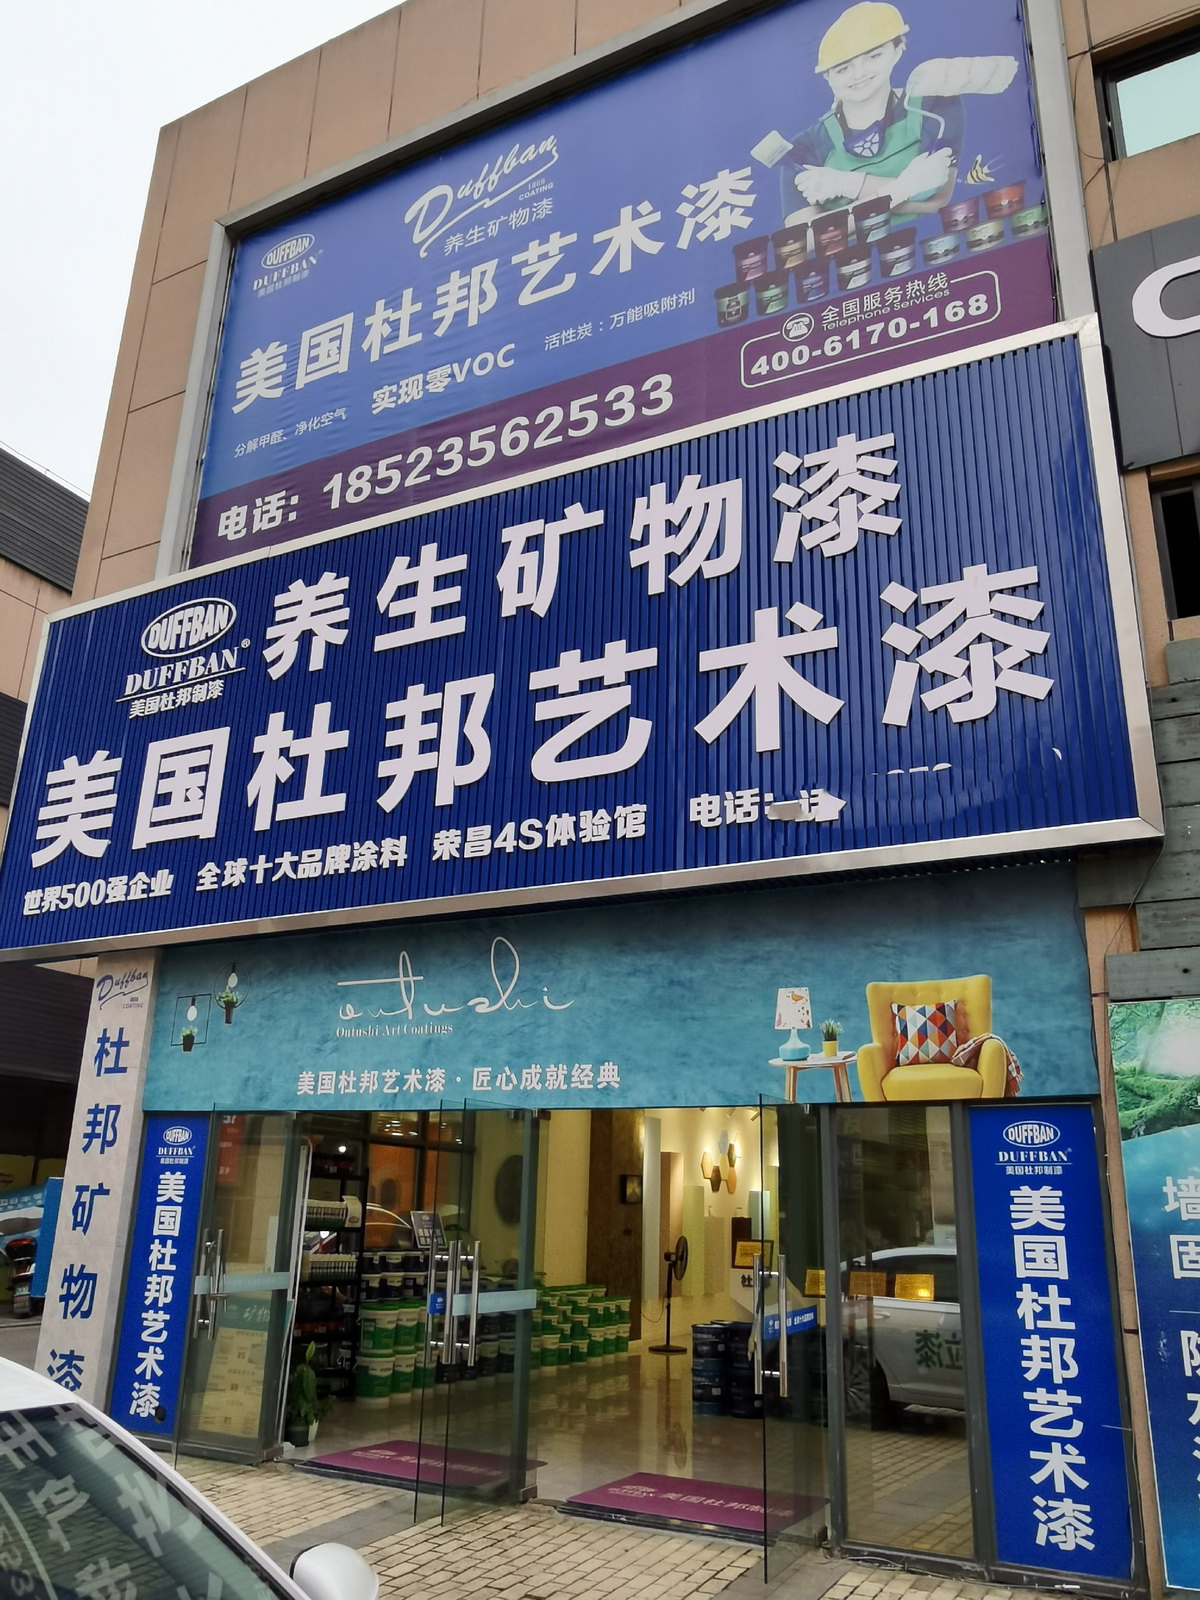 Duffban
1808
COATING
养生矿物漆
DUFFBAN
DUFFBAN®
美国杜邦制漆
美国杜邦艺术漆
分解甲醛、净化空气 实现零VOC 活性炭：万能吸附剂
全国服务热线
Telephone Services
400-6170-168
电话：18523562533
DUFFBAN
DUFFBAN®
美国杜邦制漆
养生矿物漆
美国杜邦艺术漆
世界500强企业 全球十大品牌涂料 荣昌4S体验馆 电话：
outushi
Outushi Art Coatings
美国杜邦艺术漆·匠心成就经典
Duffban
1808
COATING
杜邦矿物漆
DUFFBAN
DUFFBAN®
美国杜邦制漆
美国杜邦艺术漆
DUFFBAN
DUFFBAN®
美国杜邦制漆
美国杜邦艺术漆
墙固
矿物